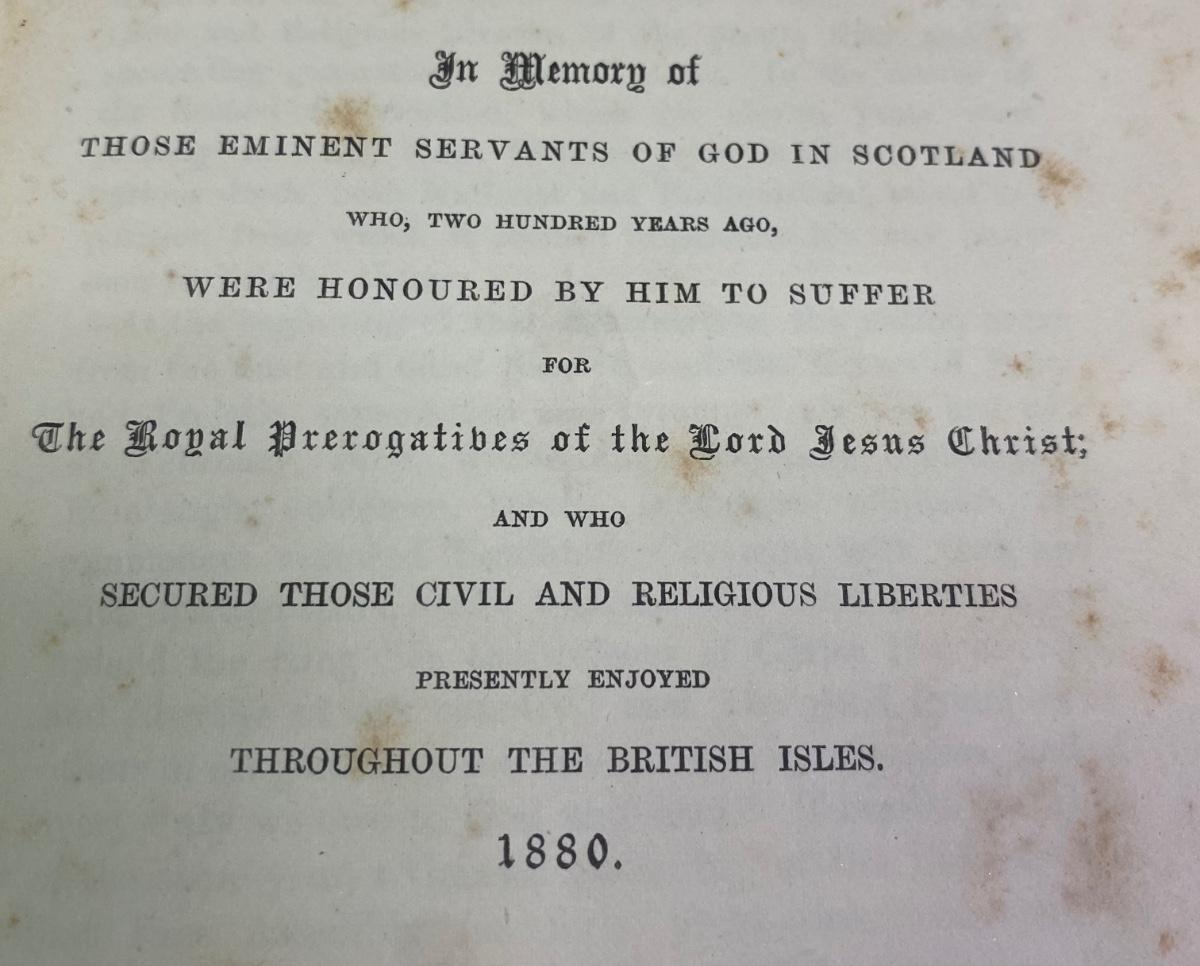 In Memory of
THOSE EMINENT SERVANTS OF GOD IN SCOTLAND
WHO, TWO HUNDRED YEARS AGO,
WERE HONOURED BY HIM TO SUFFER
FOR
The Royal Prerogatives of the Lord Jesus Christ;
AND WHO
SECURED THOSE CIVIL AND RELIGIOUS LIBERTIES
PRESENTLY ENJOYED
THROUGHOUT THE BRITISH ISLES.
1880.